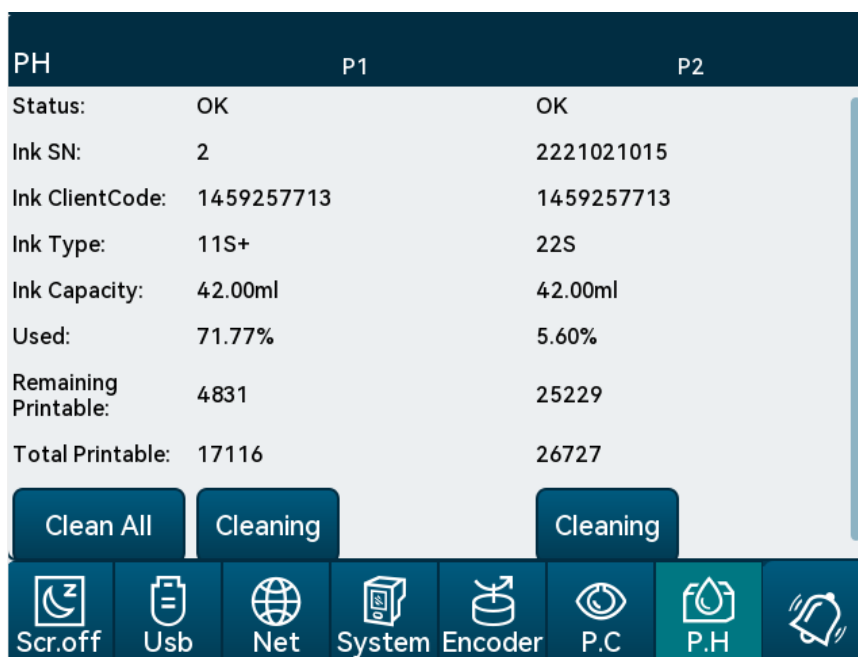 PH P1 P2
Status: OK OK
Ink SN: 2 2221021015
Ink ClientCode: 1459257713 1459257713
Ink Type: 11S+ 22S
Ink Capacity: 42.00ml 42.00ml
Used: 71.77% 5.60%
Remaining
Printable: 4831 25229
Total Printable: 17116 26727
Clean All Cleaning Cleaning
Scr.off Usb Net System Encoder P.C P.H